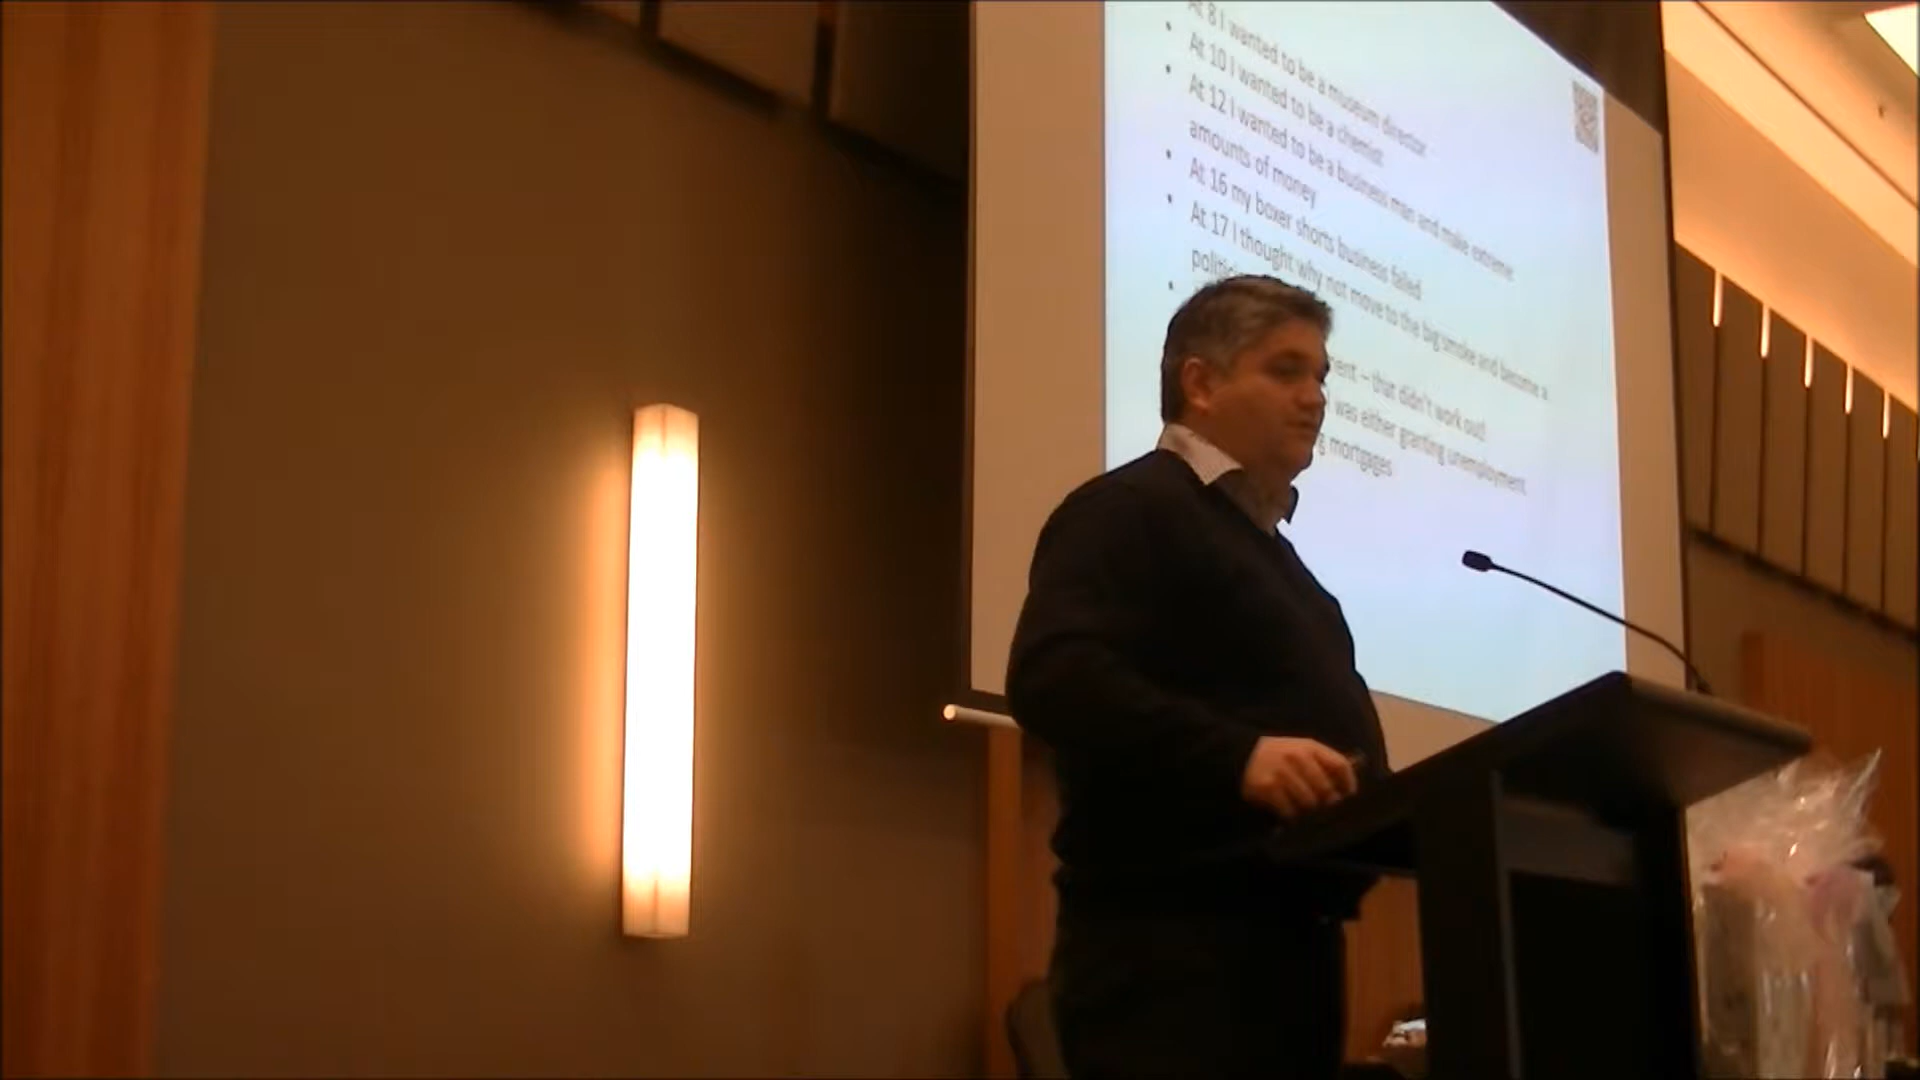 At 8 I wanted to be a museum director
At 10 I wanted to be a chemist
At 12 I wanted to be a business man and make extreme
amounts of money
At 16 my boxer shorts business failed
At 17 I thought why not move to the big smoke and become a
– that didn't work out!
was either granting unemployment
mortgages